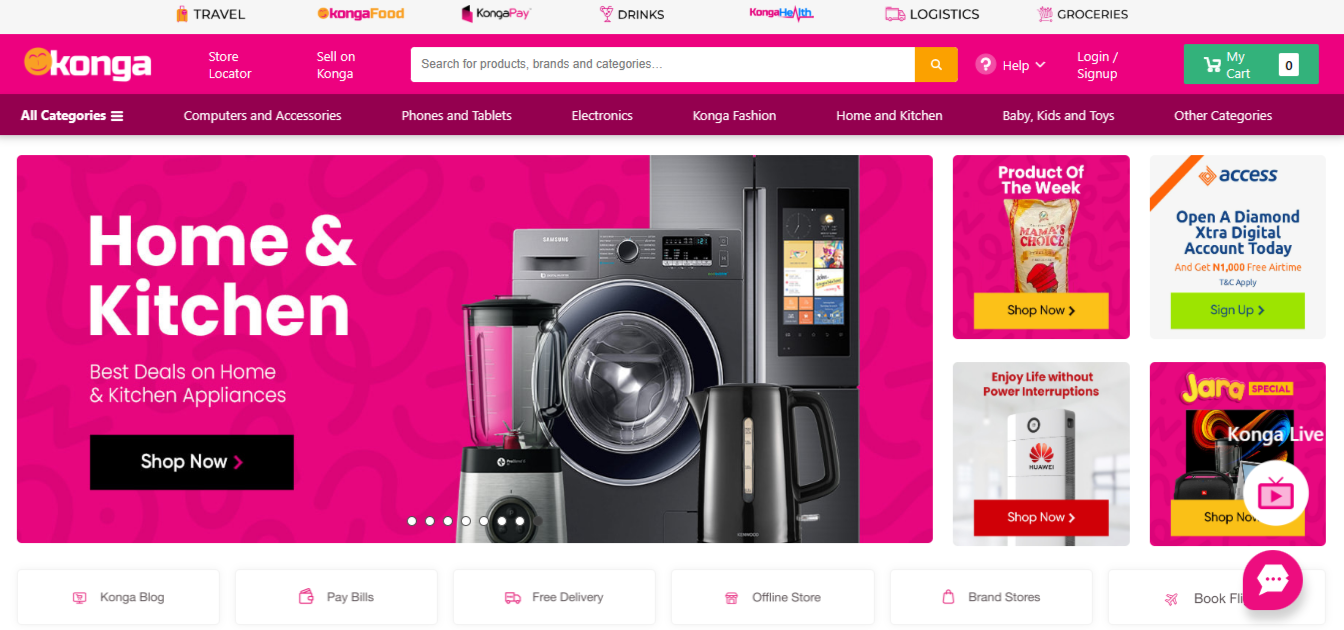 TRAVEL
kongaFood
KongaPay
DRINKS
KongaHealth
LOGISTICS
GROCERIES
konga
Store
Locator
Sell on
Konga
Search for products, brands and categories...
?
Help
Login /
Signup
My
Cart
0
All Categories
Computers and Accessories
Phones and Tablets
Electronics
Konga Fashion
Home and Kitchen
Baby, Kids and Toys
Other Categories
Home &
Kitchen
Best Deals on Home
& Kitchen Appliances
Shop Now
SAMSUNG
KENWOOD
Product Of
The Week
MAMA'S
CHOICE
Shop Now
access
Open A Diamond
Xtra Digital
Account Today
And Get N1,000 Free Airtime
T&C Apply
Sign Up
Enjoy Life without
Power Interruptions
HUAWEI
Shop Now
Jara SPECIAL
Konga Live
Shop Now
Konga Blog
Pay Bills
Free Delivery
Offline Store
Brand Stores
Book Fli